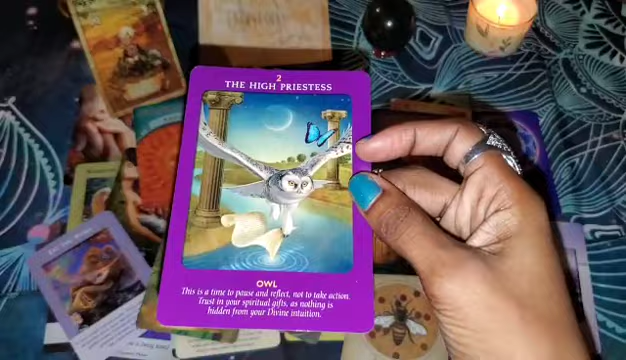 2
THE HIGH PRIESTESS
OWL
This is a time to pause and reflect, not to take action.
Trust in your spiritual gifts, as nothing is
hidden from your Divine intuition.